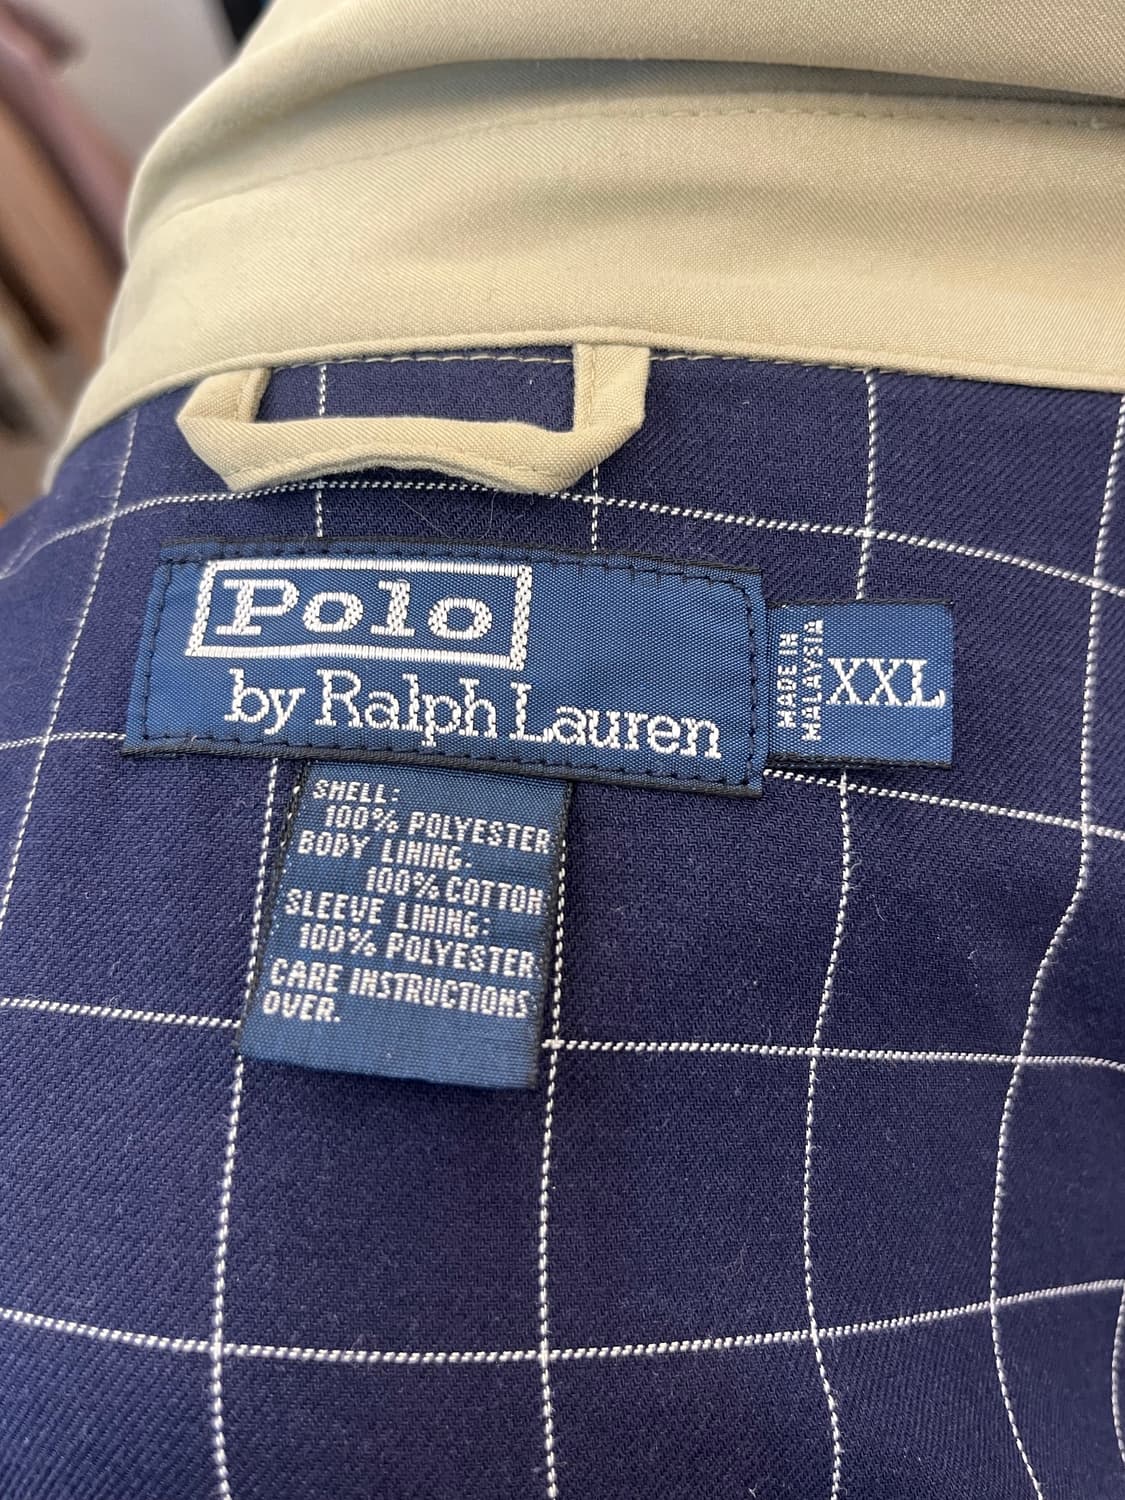 Polo
by Ralph Lauren
MADE IN
MALAYSIA
XXL
SHELL:
100% POLYESTER
BODY LINING:
100% COTTON
SLEEVE LINING:
100% POLYESTER
CARE INSTRUCTIONS
OVER.